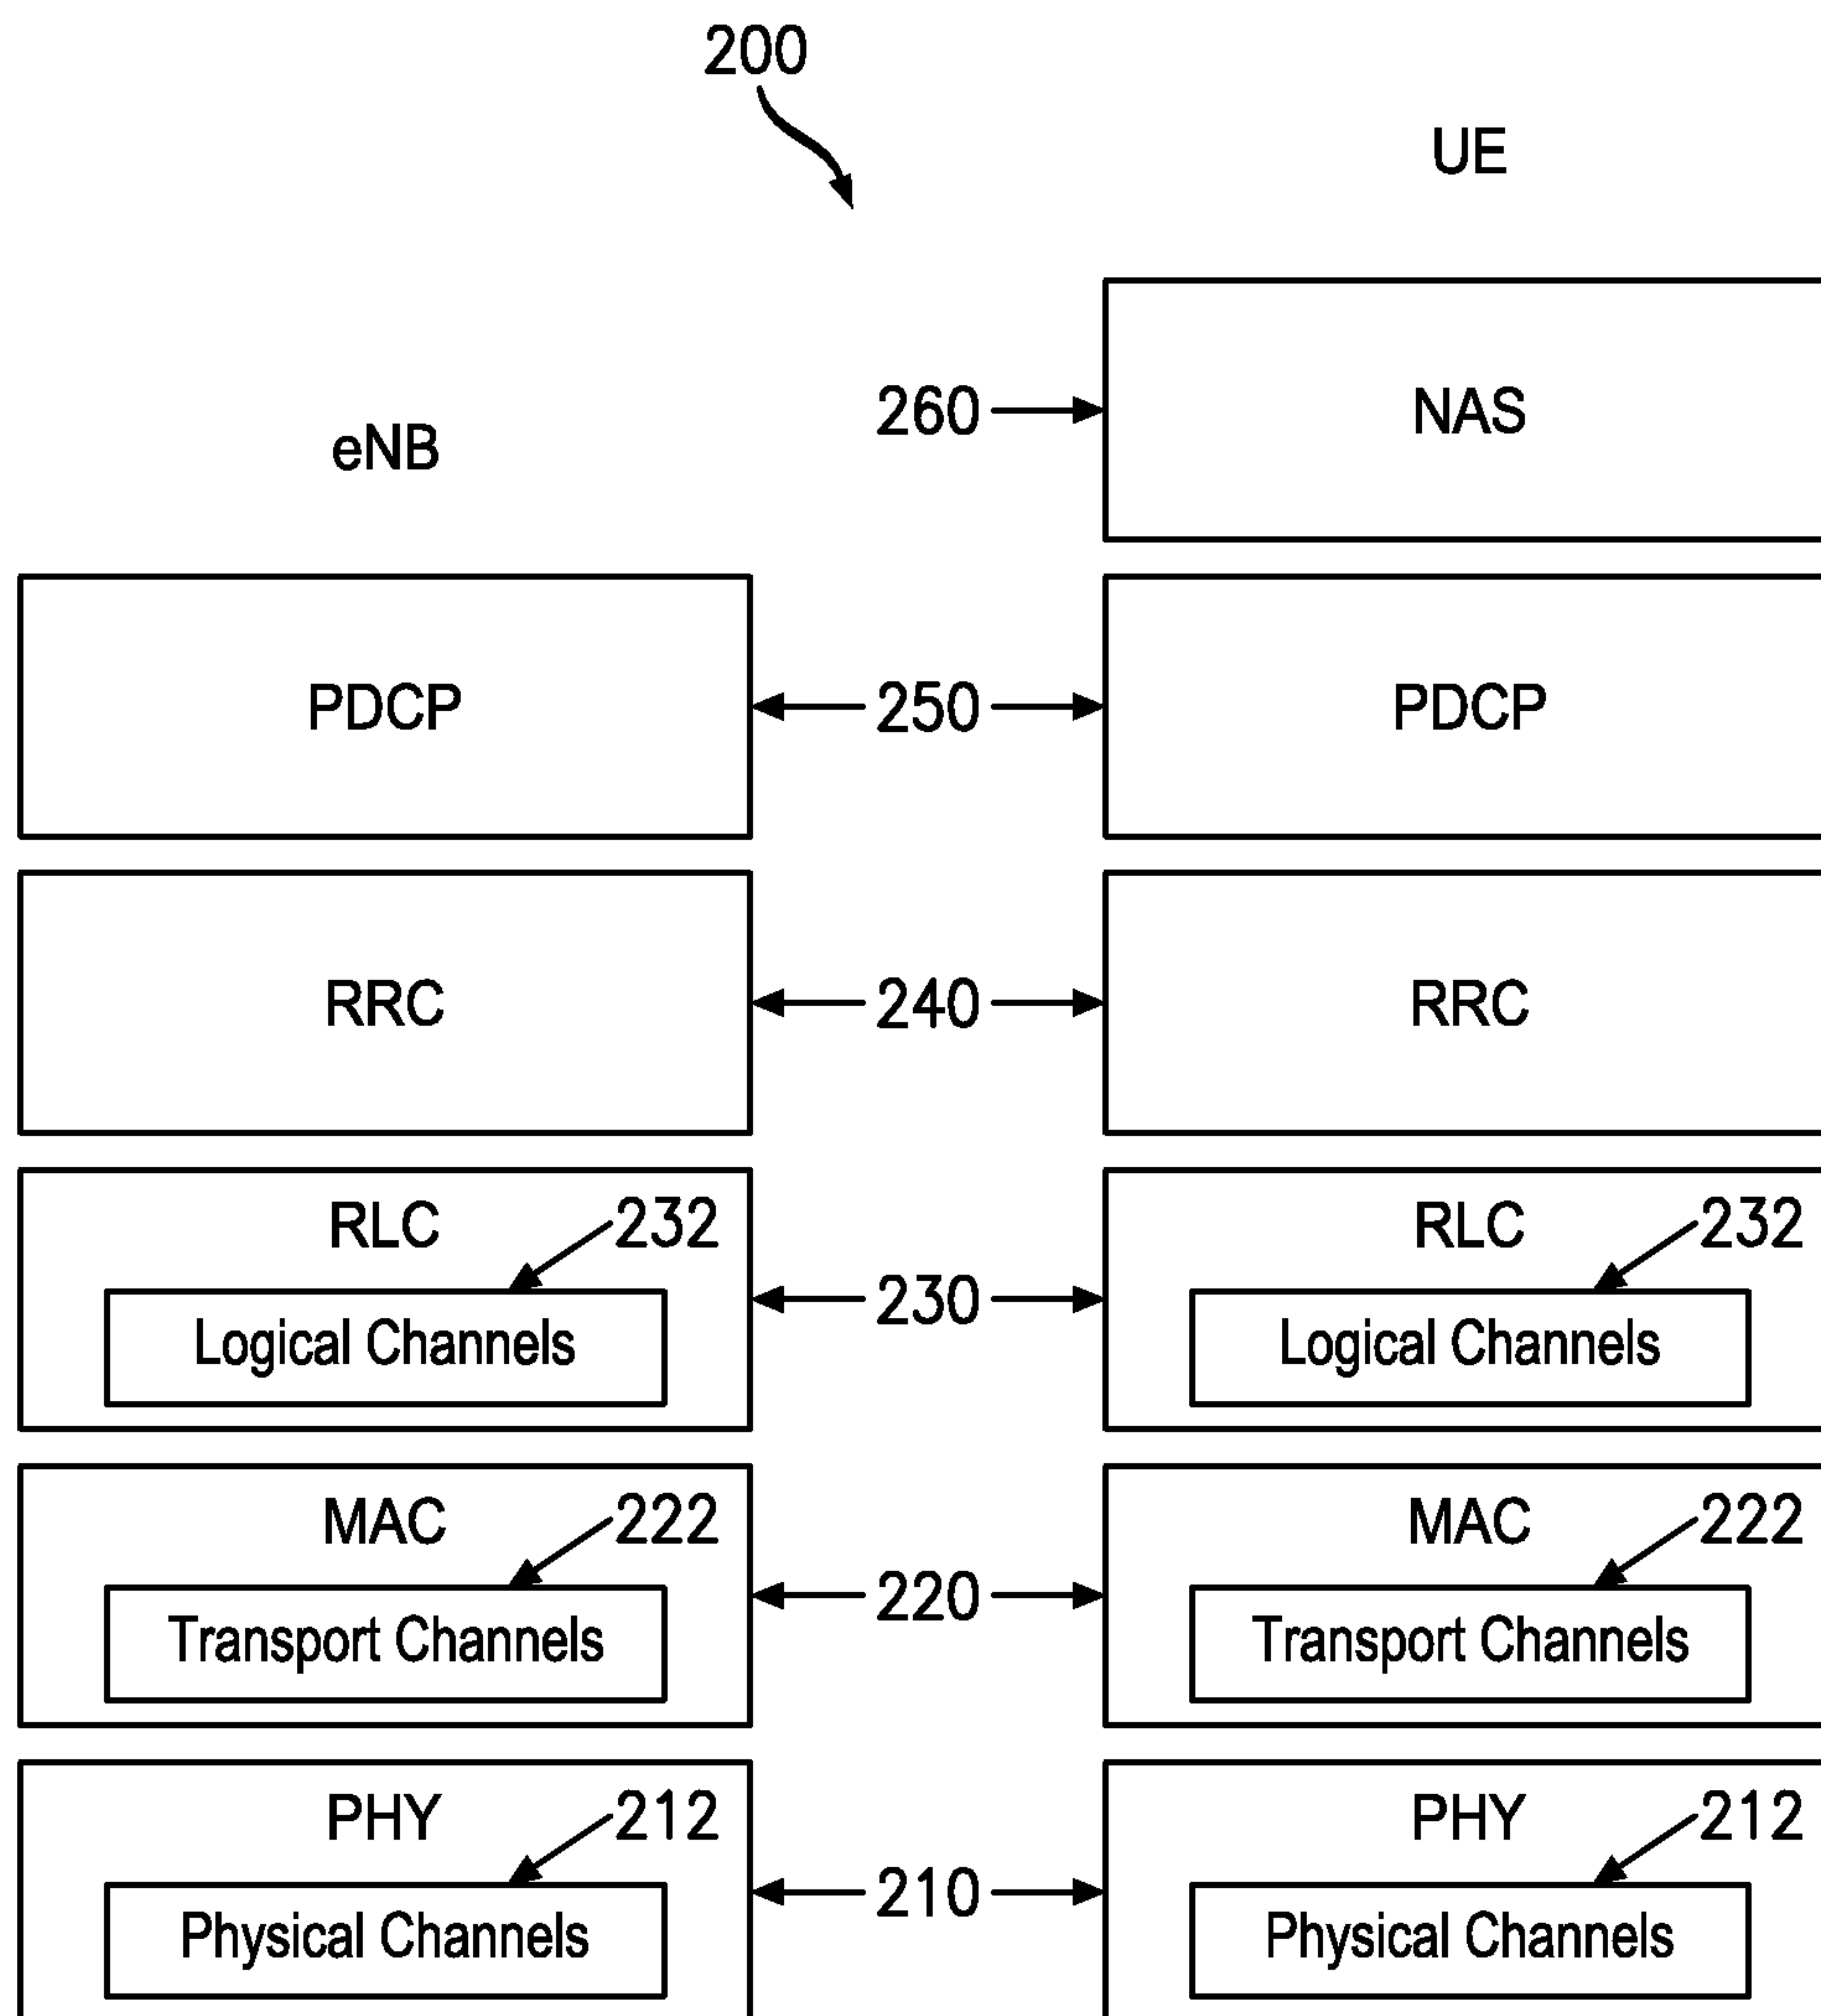 200
UE
260 NAS
eNB
PDCP 250 PDCP
RRC 240 RRC
RLC 232 RLC 232
230
Logical Channels Logical Channels
MAC 222 MAC 222
220
Transport Channels Transport Channels
PHY 212 PHY 212
210
Physical Channels Physical Channels